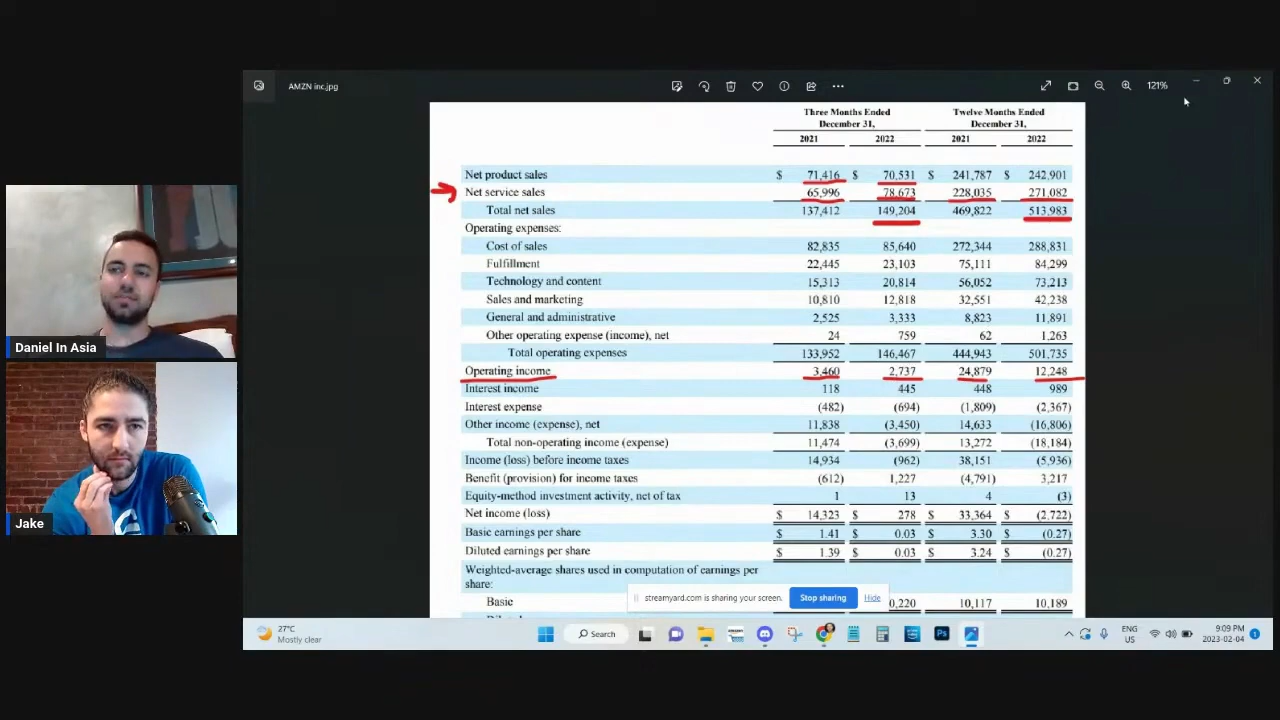 AMZN inc.jpg
121%
Three Months Ended Twelve Months Ended
December 31, December 31,
2021 2022 2021 2022
Net product sales $ 71,416 $ 70,531 $ 241,787 $ 242,901
Net service sales 65,996 78,673 228,035 271,082
Total net sales 137,412 149,204 469,822 513,983
Operating expenses:
Cost of sales 82,835 85,640 272,344 288,831
Fulfillment 22,445 23,103 75,111 84,299
Technology and content 15,313 20,814 56,052 73,213
Sales and marketing 10,810 12,818 32,551 42,238
General and administrative 2,525 3,333 8,823 11,891
Other operating expense (income), net 24 759 62 1,263
Total operating expenses 133,952 146,467 444,943 501,735
Operating income 3,460 2,737 24,879 12,248
Interest income 118 445 448 989
Interest expense (482) (694) (1,809) (2,367)
Other income (expense), net 11,838 (3,450) 14,633 (16,806)
Total non-operating income (expense) 11,474 (3,699) 13,272 (18,184)
Income (loss) before income taxes 14,934 (962) 38,151 (5,936)
Benefit (provision) for income taxes (612) 1,227 (4,791) 3,217
Equity-method investment activity, net of tax 1 13 4 (3)
Net income (loss) $ 14,323 $ 278 $ 33,364 $ (2,722)
Basic earnings per share $ 1.41 $ 0.03 $ 3.30 $ (0.27)
Diluted earnings per share $ 1.39 $ 0.03 $ 3.24 $ (0.27)
Weighted-average shares used in computation of earnings per
share:
Basic 0,220 10,117 10,189
streamyard.com is sharing your screen. Stop sharing Hide
Daniel In Asia
Jake
27°C
Mostly clear
Search
ENG
US
9:09 PM
2023-02-04
Ps
1